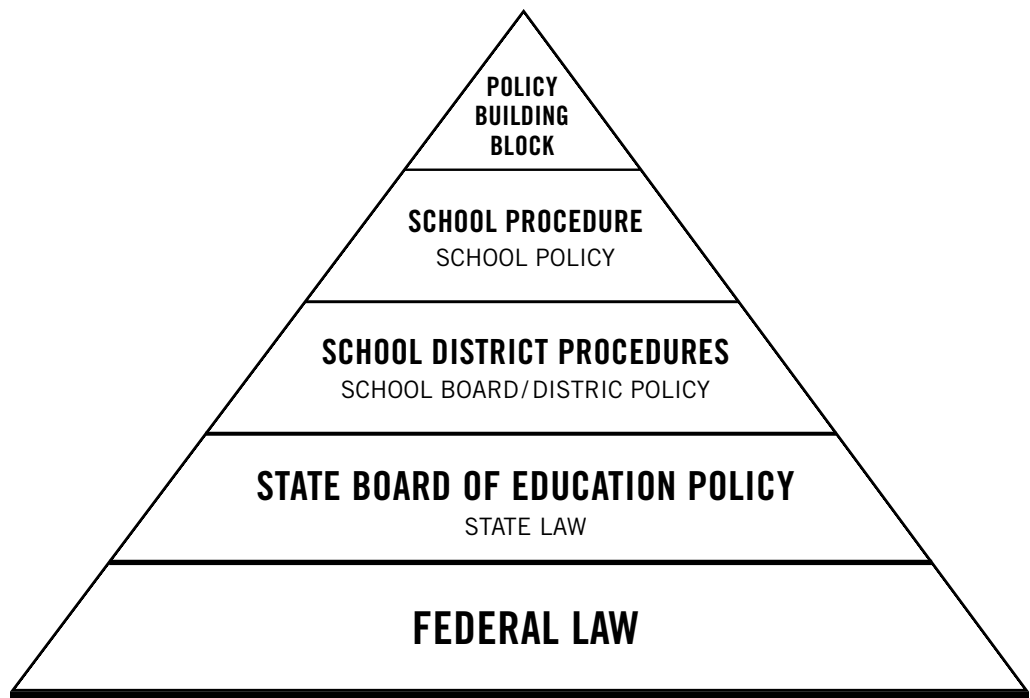 POLICY
BUILDING
BLOCK
SCHOOL PROCEDURE
SCHOOL POLICY
SCHOOL DISTRICT PROCEDURES
SCHOOL BOARD/DISTRIC POLICY
STATE BOARD OF EDUCATION POLICY
STATE LAW
FEDERAL LAW